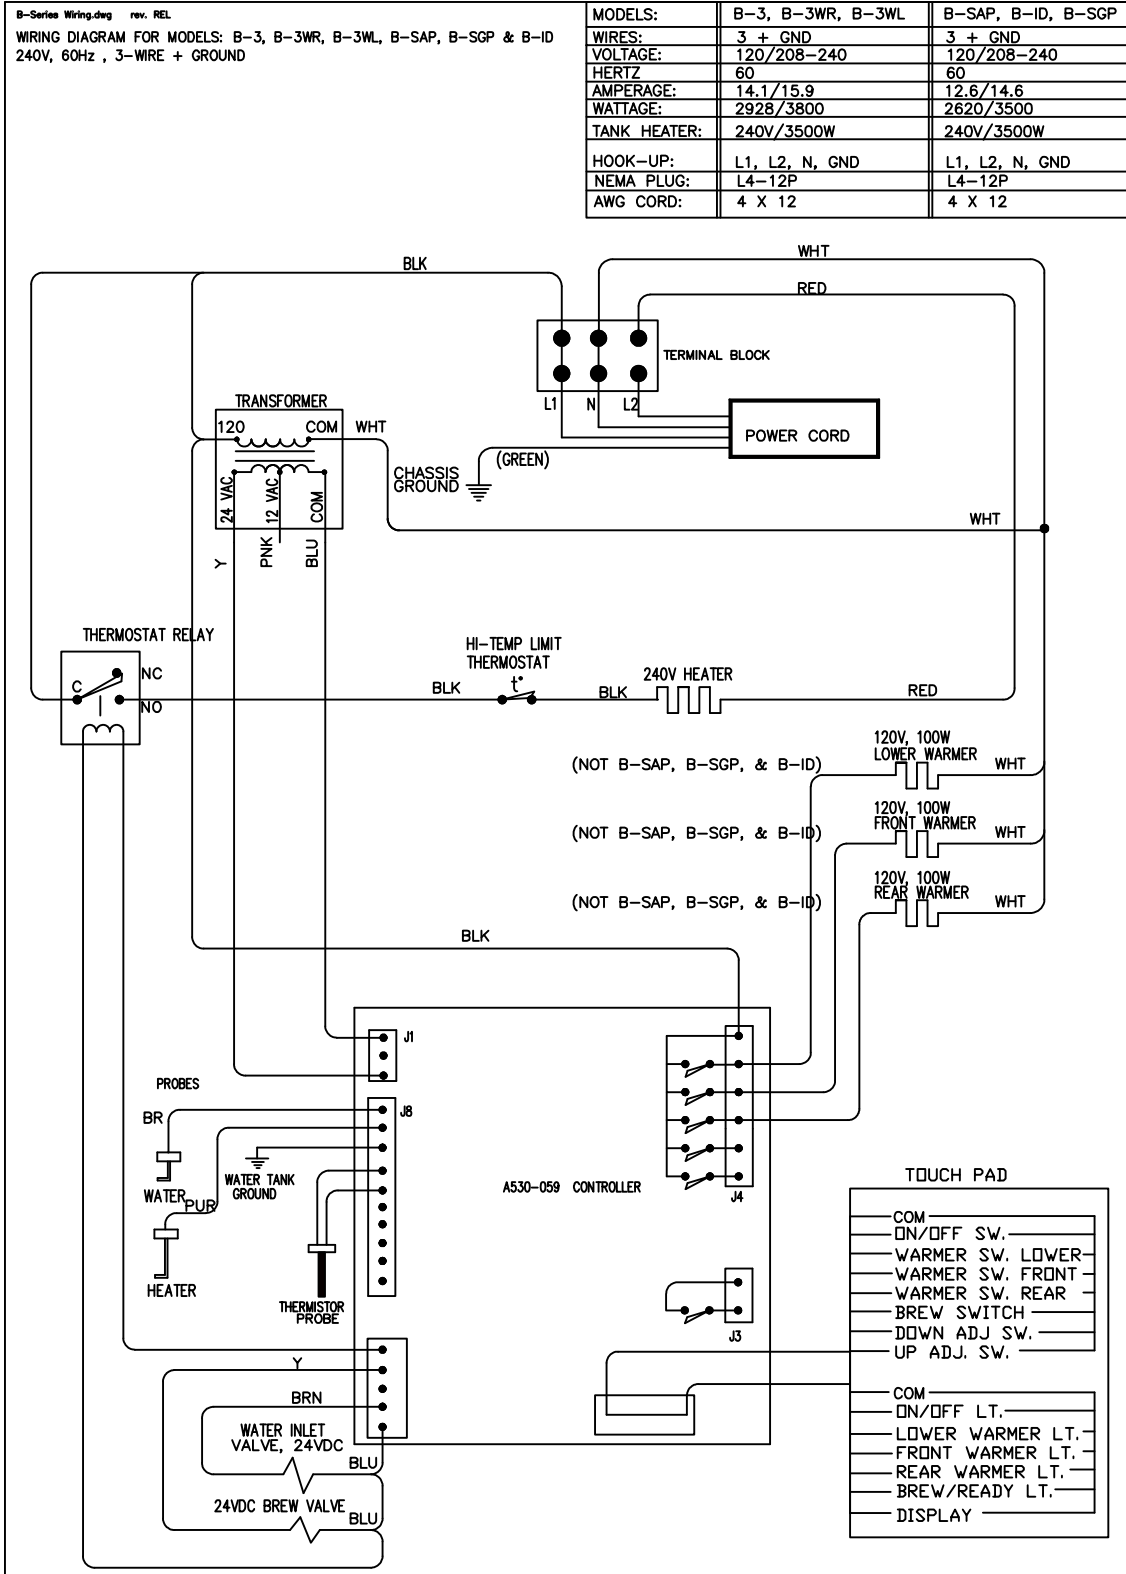 B-Series Wiring.dwg rev. REL
WIRING DIAGRAM FOR MODELS: B-3, B-3WR, B-3WL, B-SAP, B-SGP & B-ID
240V, 60Hz , 3-WIRE + GROUND
MODELS: B-3, B-3WR, B-3WL B-SAP, B-ID, B-SGP
WIRES: 3 + GND 3 + GND
VOLTAGE: 120/208-240 120/208-240
HERTZ 60 60
AMPERAGE: 14.1/15.9 12.6/14.6
WATTAGE: 2928/3800 2620/3500
TANK HEATER: 240V/3500W 240V/3500W
HOOK-UP: L1, L2, N, GND L1, L2, N, GND
NEMA PLUG: L4-12P L4-12P
AWG CORD: 4 X 12 4 X 12
WHT
BLK
RED
TERMINAL BLOCK
L1 N L2
TRANSFORMER
120 COM WHT
POWER CORD
(GREEN)
CHASSIS
GROUND
24 VAC
12 VAC
COM
WHT
Y
PNK
BLU
THERMOSTAT RELAY
C
NC
NO
HI-TEMP LIMIT
THERMOSTAT
t°
BLK
BLK
240V HEATER
RED
120V, 100W
LOWER WARMER
(NOT B-SAP, B-SGP, & B-ID)
WHT
120V, 100W
FRONT WARMER
(NOT B-SAP, B-SGP, & B-ID)
WHT
120V, 100W
REAR WARMER
(NOT B-SAP, B-SGP, & B-ID)
WHT
BLK
J1
PROBES
BR
J8
WATER
PUR
WATER TANK
GROUND
HEATER
THERMISTOR
PROBE
A530-059 CONTROLLER
J4
J3
TOUCH PAD
COM
ON/OFF SW.
WARMER SW. LOWER
WARMER SW. FRONT
WARMER SW. REAR
BREW SWITCH
DOWN ADJ SW.
UP ADJ. SW.
COM
ON/OFF LT.
LOWER WARMER LT.
FRONT WARMER LT.
REAR WARMER LT.
BREW/READY LT.
DISPLAY
Y
BRN
WATER INLET
VALVE, 24VDC
BLU
24VDC BREW VALVE
BLU